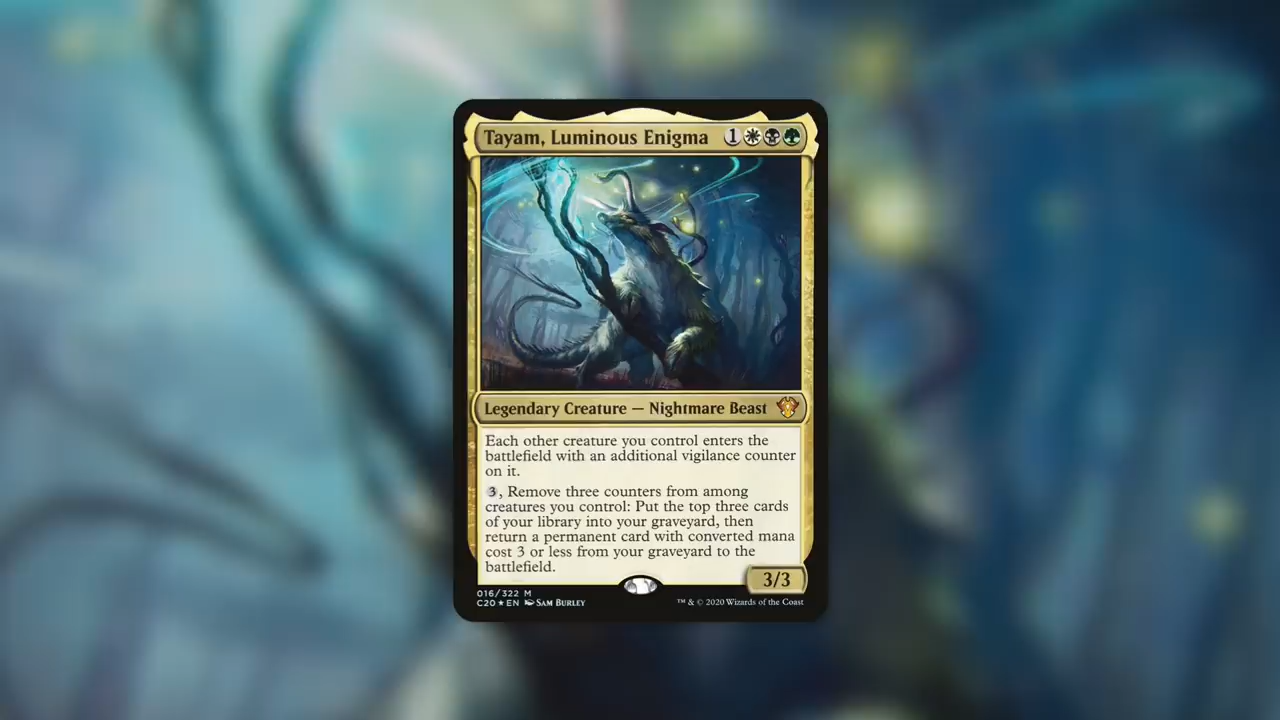 Tayam, Luminous Enigma 1
Legendary Creature — Nightmare Beast
Each other creature you control enters the
battlefield with an additional vigilance counter
on it.
3, Remove three counters from among
creatures you control: Put the top three cards
of your library into your graveyard, then
return a permanent card with converted mana
cost 3 or less from your graveyard to the
battlefield.
3/3
016/322 M
C20 ★ EN Sam Burley
™ & © 2020 Wizards of the Coast